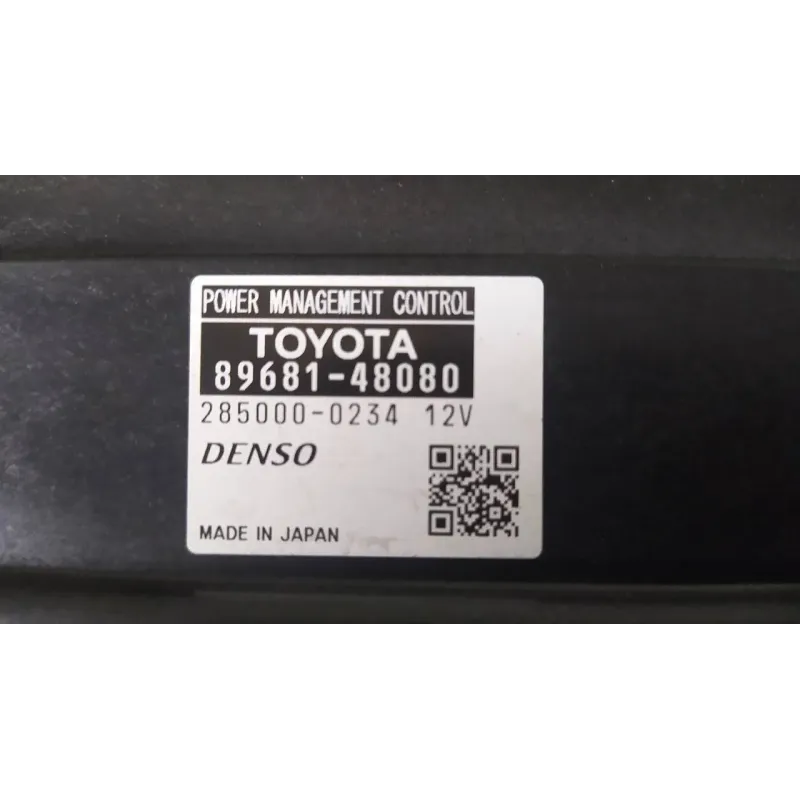 POWER MANAGEMENT CONTROL
TOYOTA
89681-48080
285000-0234 12V
DENSO
MADE IN JAPAN